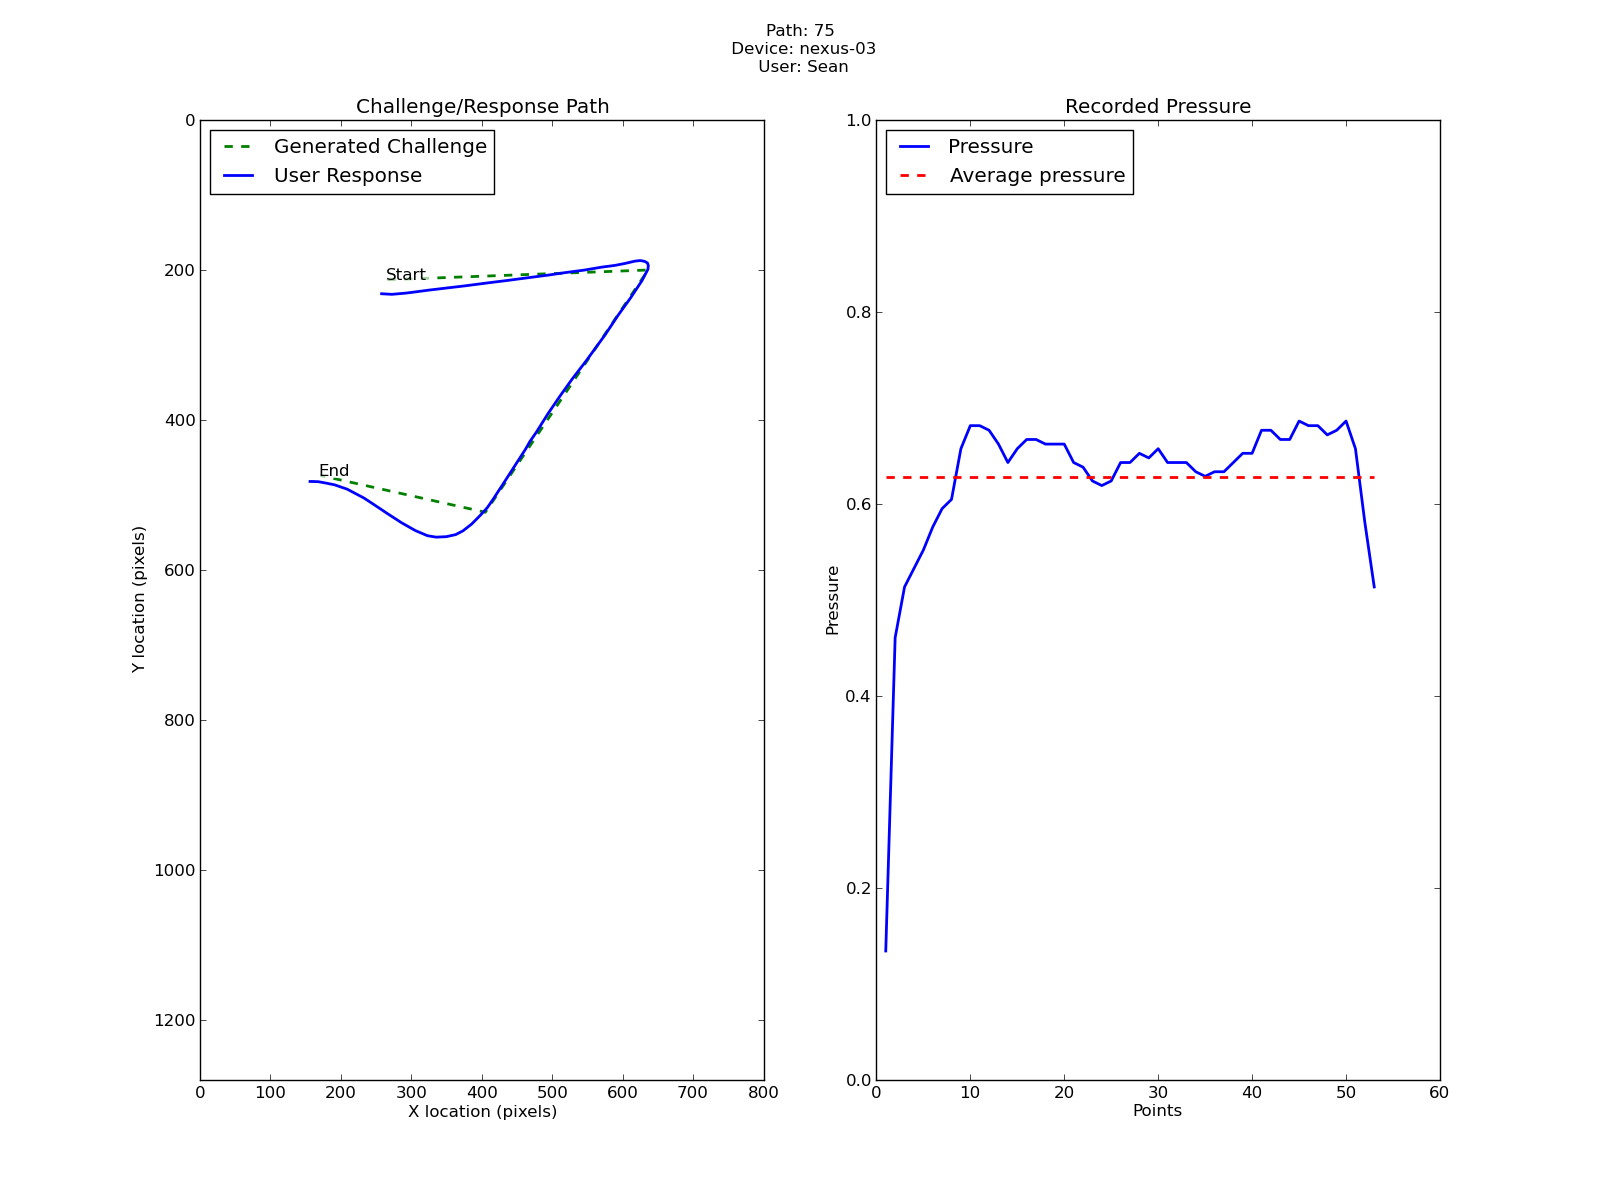 Path: 75
Device: nexus-03
User: Sean
Challenge/Response Path
Generated Challenge
User Response
Start
End
0
200
400
600
800
1000
1200
Y location (pixels)
0 100 200 300 400 500 600 700 800
X location (pixels)
Recorded Pressure
Pressure
Average pressure
1.0
0.8
0.6
0.4
0.2
0.0
Pressure
0 10 20 30 40 50 60
Points